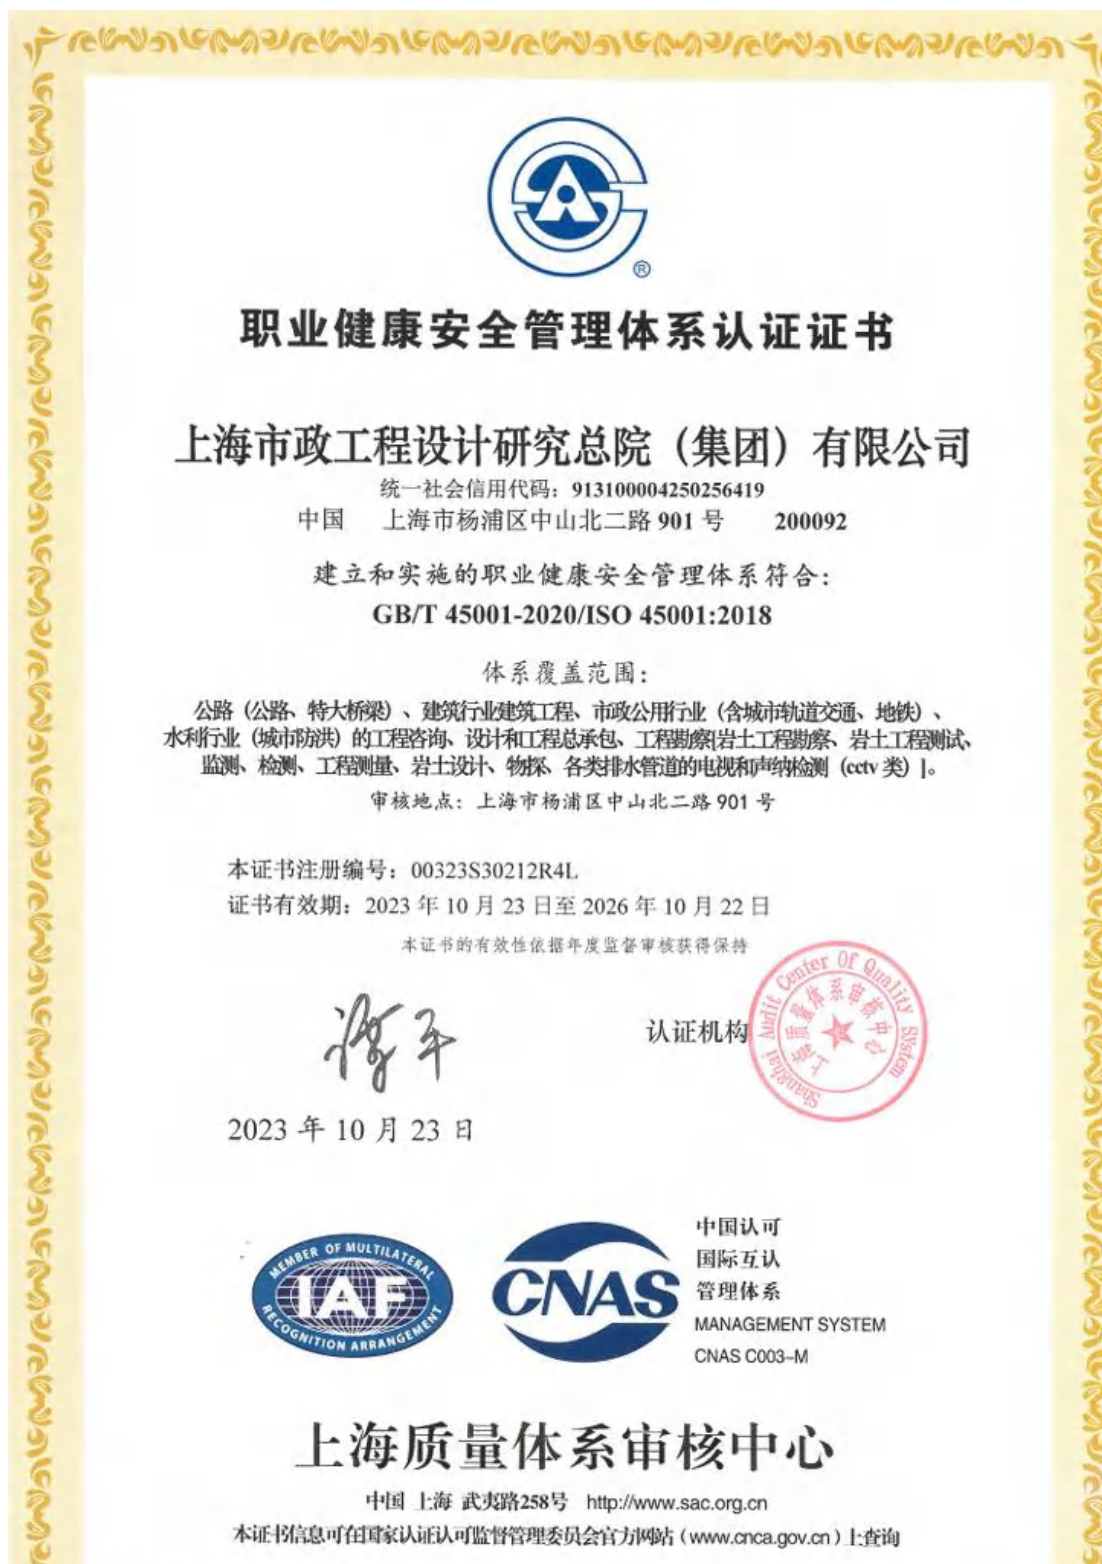 ®
职业健康安全管理体系认证证书
上海市政工程设计研究总院（集团）有限公司
统一社会信用代码：913100004250256419
中国 上海市杨浦区中山北二路 901 号 200092
建立和实施的职业健康安全管理体系符合：
GB/T 45001-2020/ISO 45001:2018
体系覆盖范围：
公路（公路、特大桥梁）、建筑行业建筑工程、市政公用行业（含城市轨道交通、地铁）、
水利行业（城市防洪）的工程咨询、设计和工程总承包、工程勘察[岩土工程勘察、岩土工程测试、
监测、检测、工程测量、岩土设计、物探、各类排水管道的电视和声纳检测（cctv 类）]。
审核地点：上海市杨浦区中山北二路 901 号
本证书注册编号：00323S30212R4L
证书有效期：2023 年 10 月 23 日至 2026 年 10 月 22 日
本证书的有效性依据年度监督审核获得保持
认证机构
Shanghai Audit Center Of Quality System
上海质量体系审核中心
2023 年 10 月 23 日
MEMBER OF MULTILATERAL
IAF
RECOGNITION ARRANGEMENT
CNAS
中国认可
国际互认
管理体系
MANAGEMENT SYSTEM
CNAS C003-M
上海质量体系审核中心
中国 上海 武夷路258号 http://www.sac.org.cn
本证书信息可在国家认证认可监督管理委员会官方网站（www.cnca.gov.cn）上查询